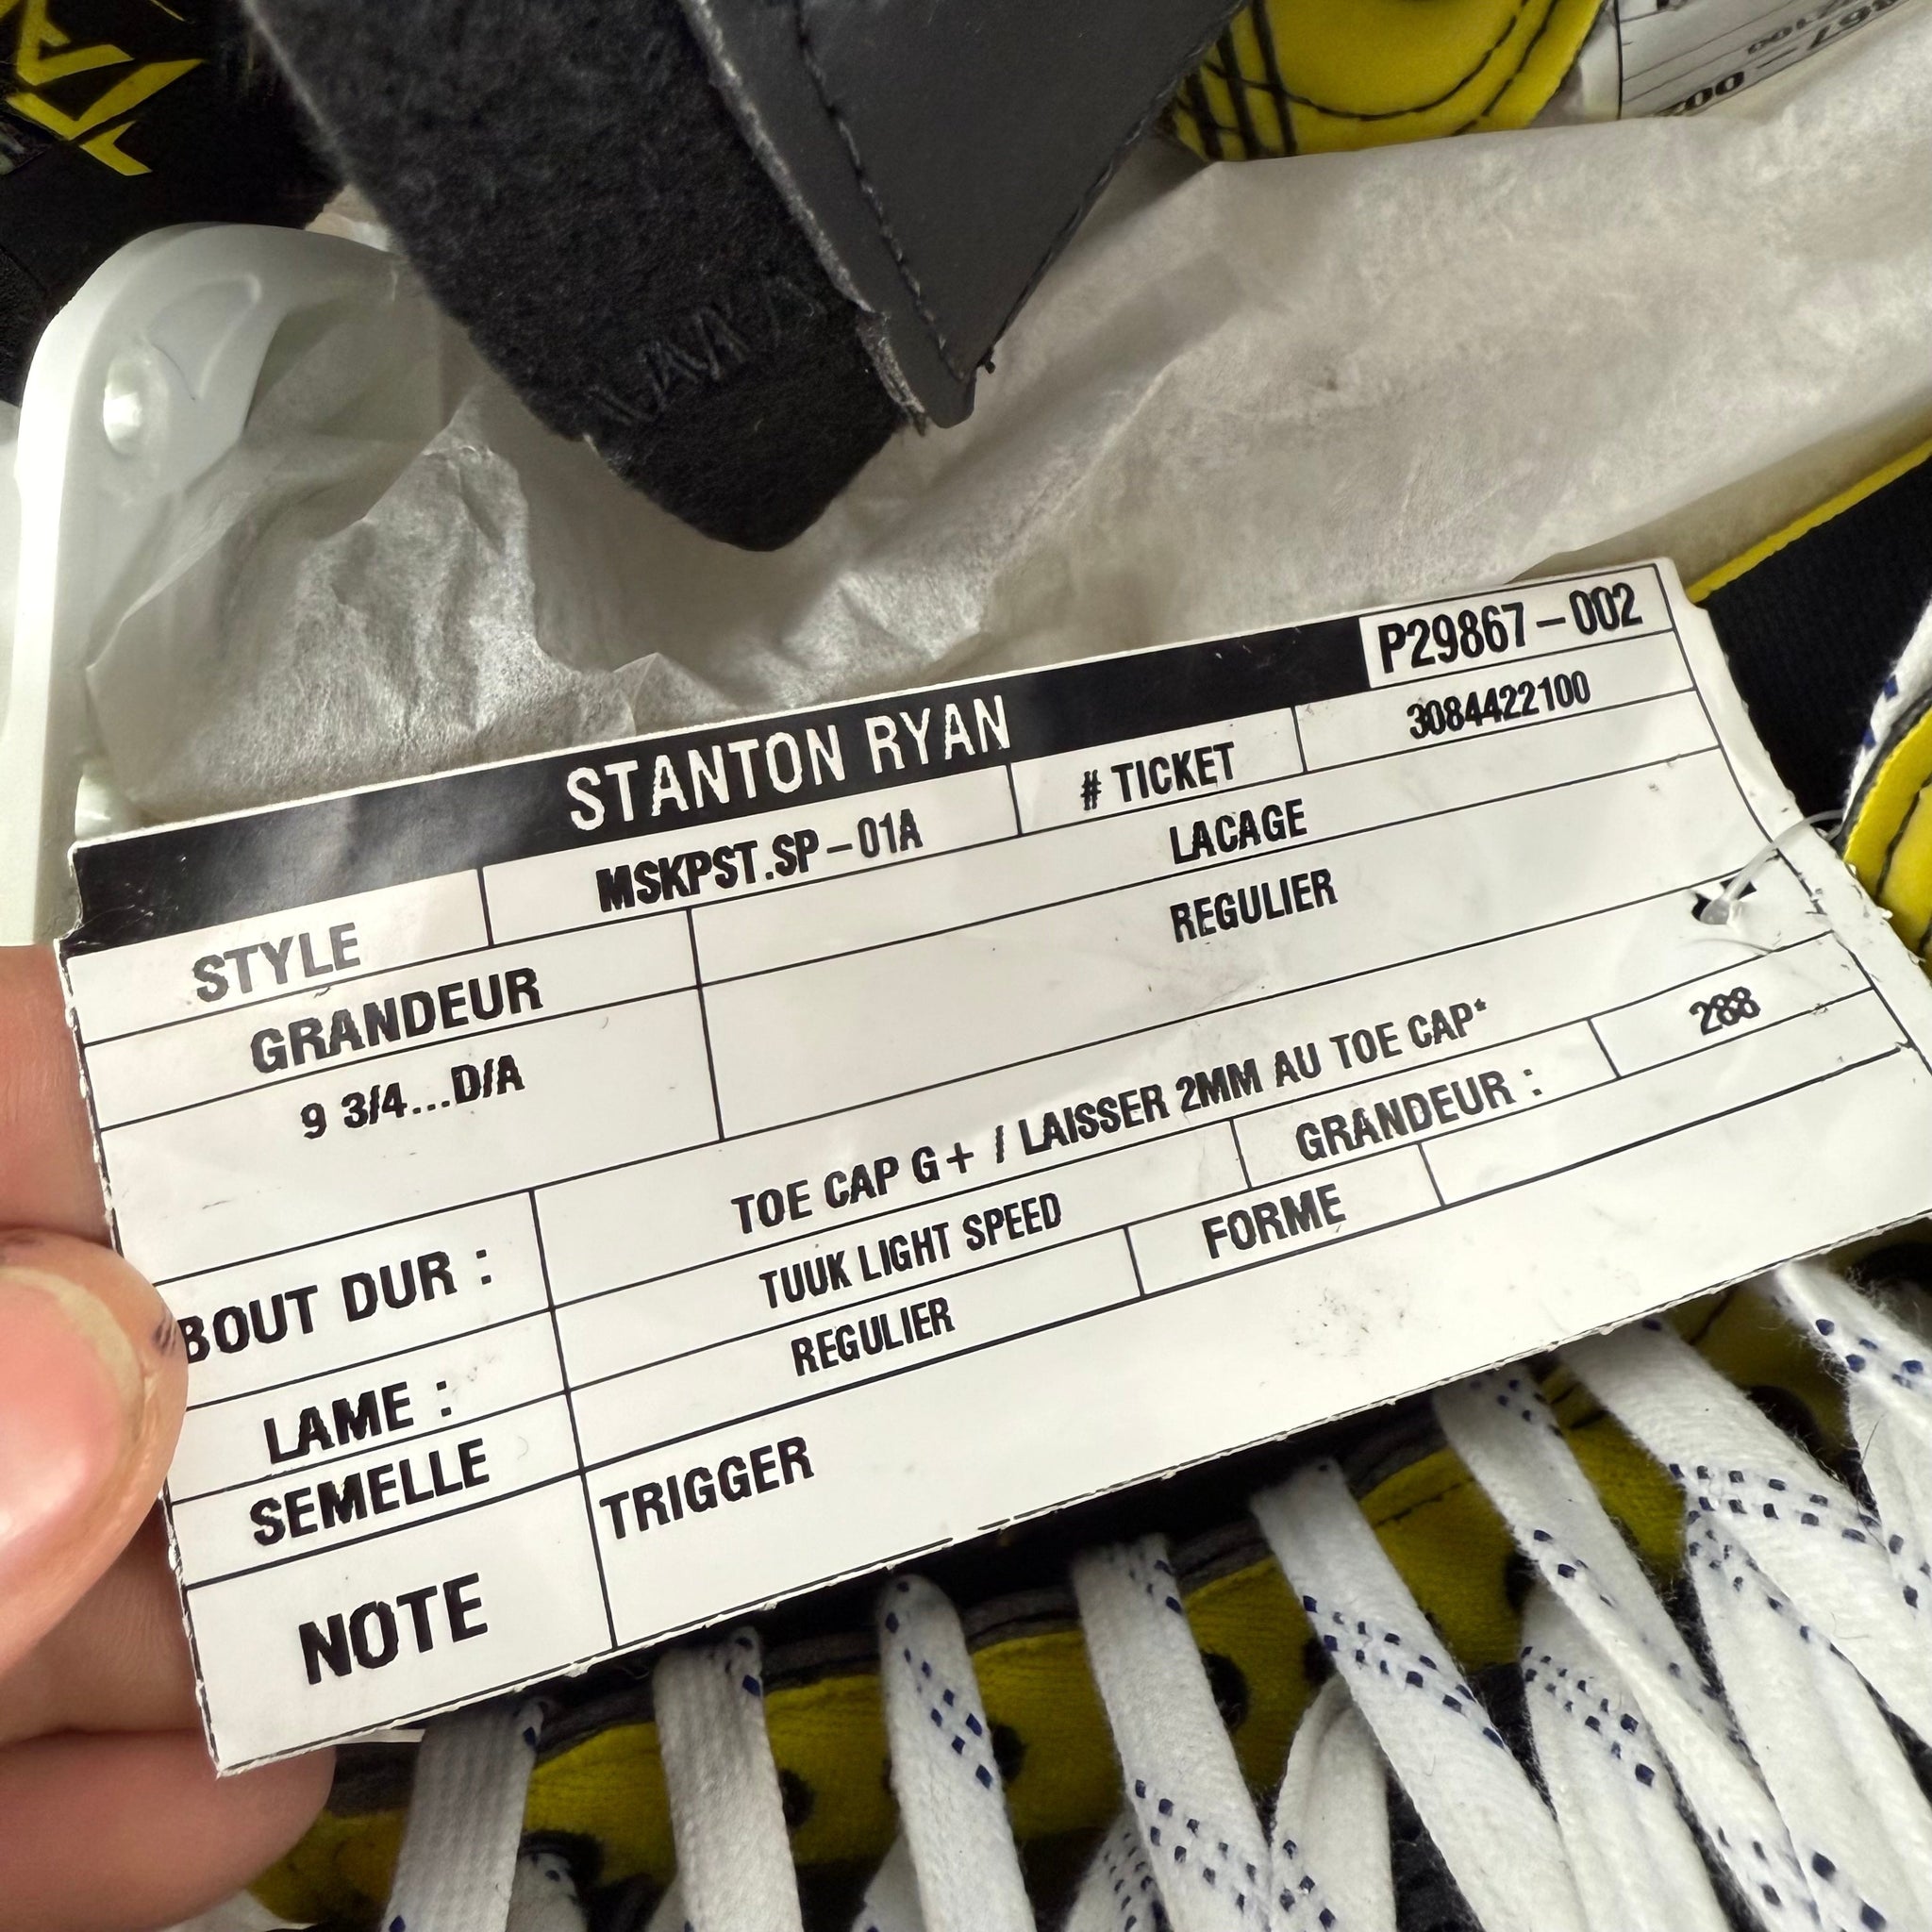 STANTON RYAN P29867-002
STYLE MSKPST.SP-01A # TICKET 3084422100
GRANDEUR LACAGE
9 3/4...D/A REGULIER
BOUT DUR : TOE CAP G+ / LAISSER 2MM AU TOE CAP*
LAME : TUUK LIGHT SPEED GRANDEUR : 288
SEMELLE REGULIER FORME
NOTE TRIGGER